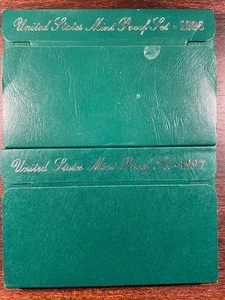 United States Mint Proof Set - 1996
United States Mint Proof Set - 1997